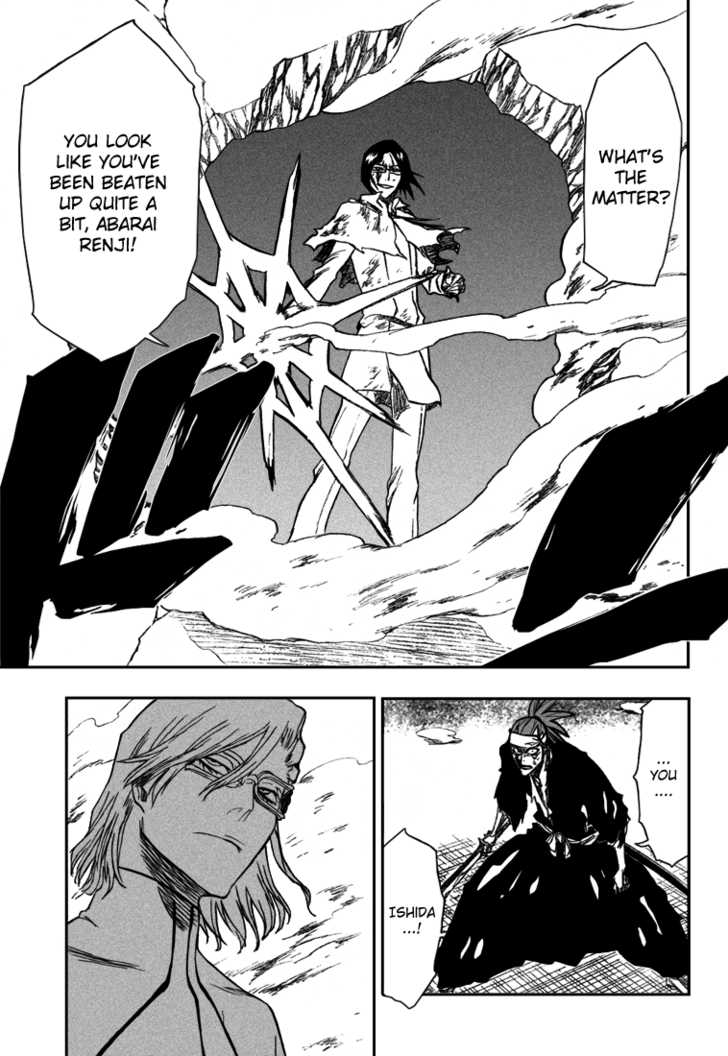 WHAT'S
THE
MATTER?
YOU LOOK
LIKE YOU'VE
BEEN BEATEN
UP QUITE A
BIT, ABARAI
RENJI!
...
YOU
....
ISHIDA
...!